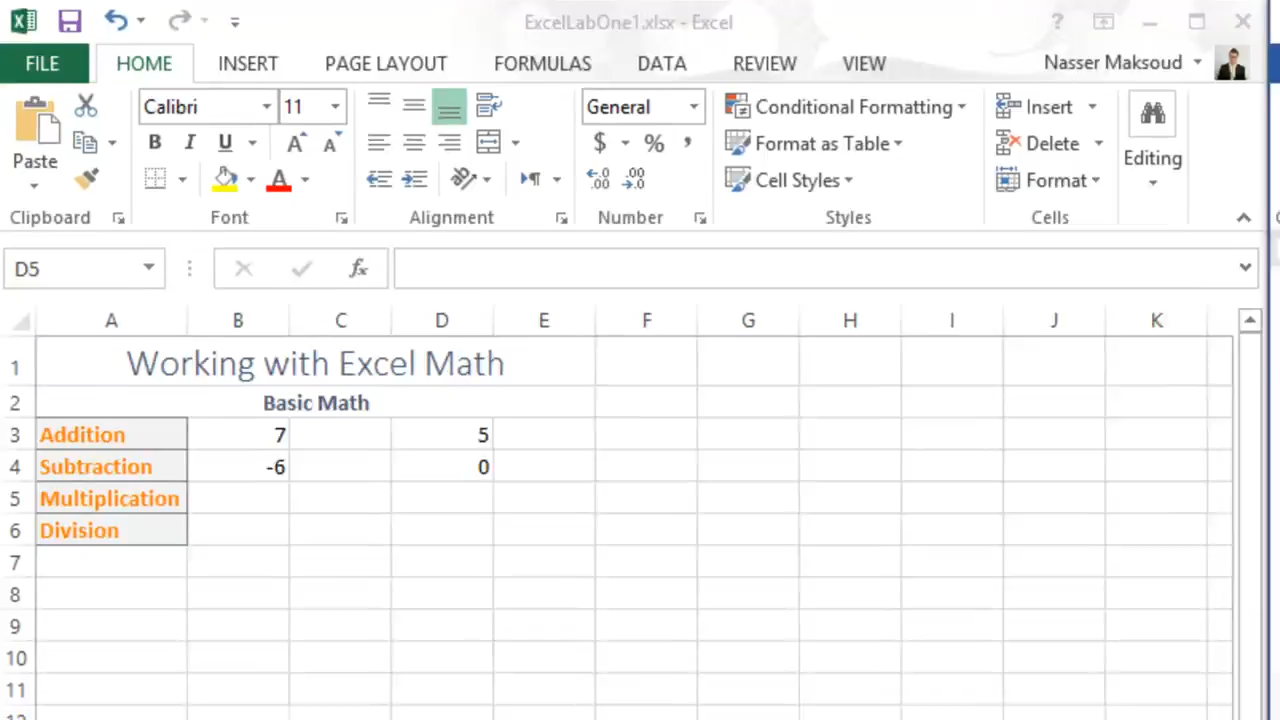 ExcelLabOne1.xlsx - Excel
?
FILE HOME INSERT PAGE LAYOUT FORMULAS DATA REVIEW VIEW Nasser Maksoud
Calibri 11 General Conditional Formatting Insert
B I U A A $ % , Format as Table Delete
Paste Editing
A .0 .00 .00 .0 Cell Styles Format
Clipboard Font Alignment Number Styles Cells
D5 fx
A B C D E F G H I J K
1 Working with Excel Math
2 Basic Math
3 Addition 7 5
4 Subtraction -6 0
5 Multiplication
6 Division
7
8
9
10
11